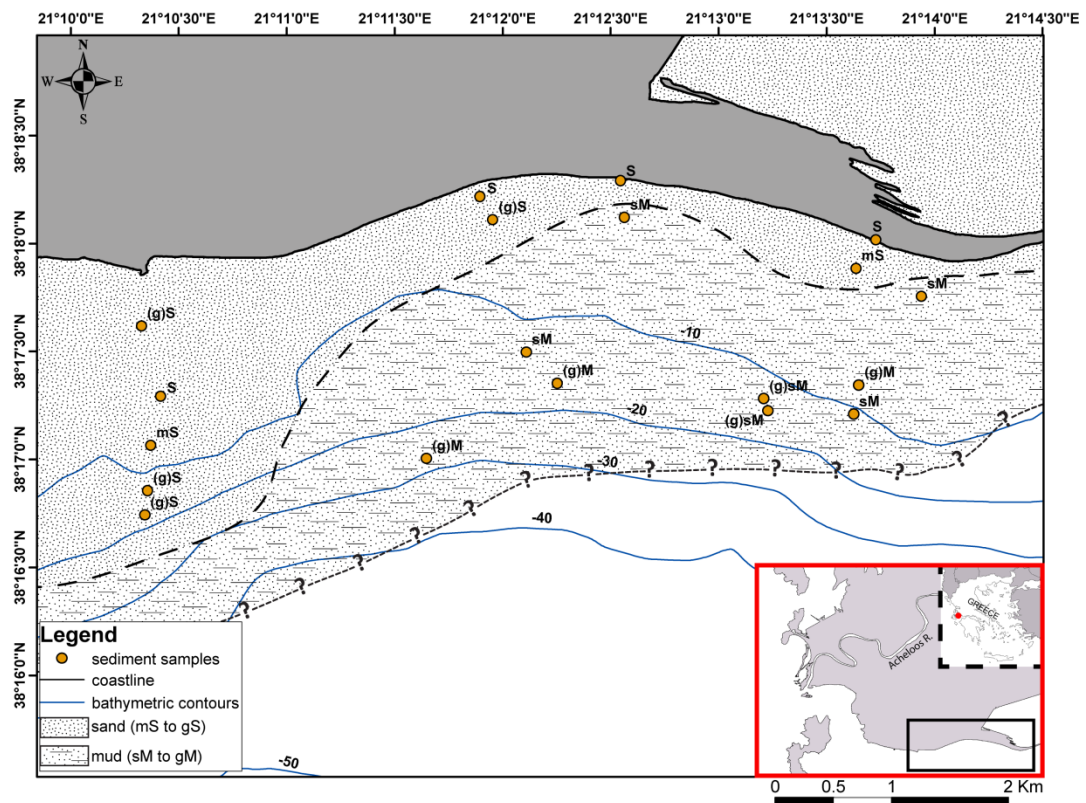 21°10'0"E 21°10'30"E 21°11'0"E 21°11'30"E 21°12'0"E 21°12'30"E 21°13'0"E 21°13'30"E 21°14'0"E 21°14'30"E
N
W E
S
38°18'30"N
38°18'0"N
38°17'30"N
38°17'0"N
38°16'30"N
38°16'0"N
S
S
(g)S
sM
S
mS
sM
(g)S
-10
sM
(g)M
(g)M
S
(g)sM
-20
sM
(g)sM
mS
(g)M
-30
? ? ? ? ? ? ? ? ? ? ? ? ? ?
(g)S
(g)S
-40
-50
Legend
sediment samples
coastline
bathymetric contours
sand (mS to gS)
mud (sM to gM)
GREECE
Acheloos R.
0 0.5 1 2 Km